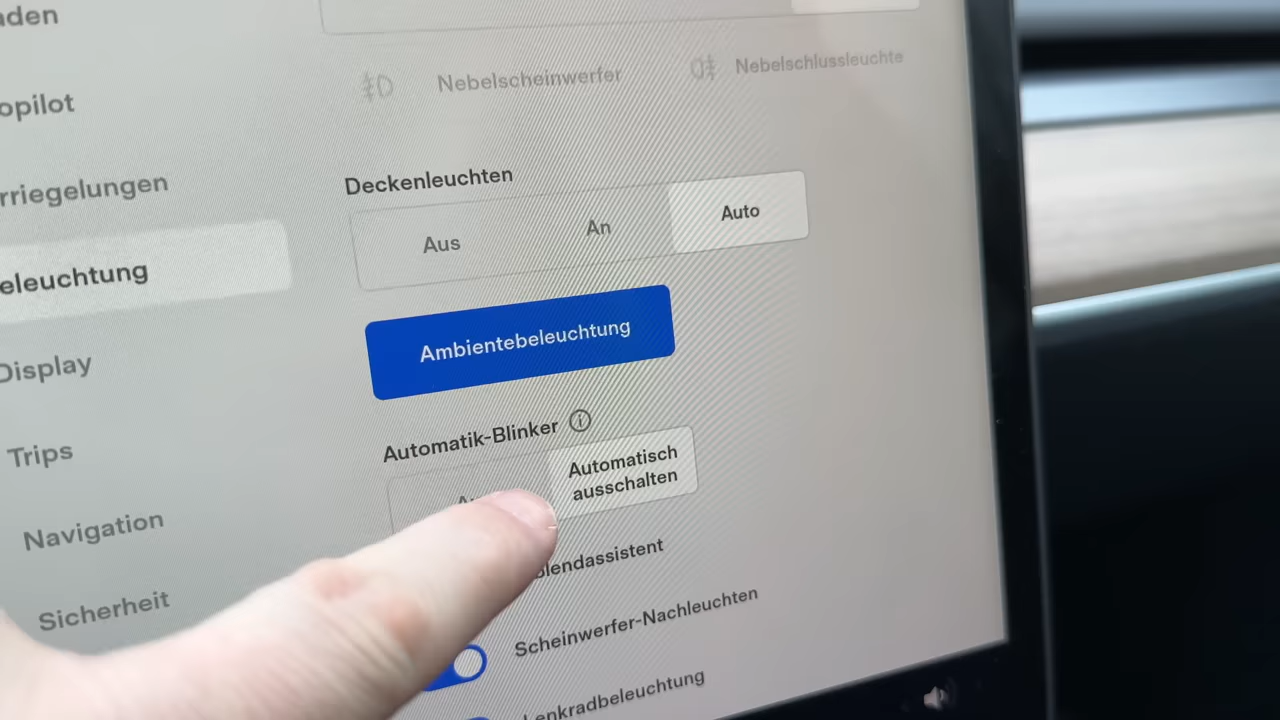 aden
Nebelscheinwerfer
Nebelschlussleuchte
opilot
rriegelungen
Deckenleuchten
Aus
An
Auto
eleuchtung
Ambientebeleuchtung
Display
Automatik-Blinker
Automatisch
ausschalten
Trips
Navigation
lendassistent
Sicherheit
Scheinwerfer-Nachleuchten
Lenkradbeleuchtung